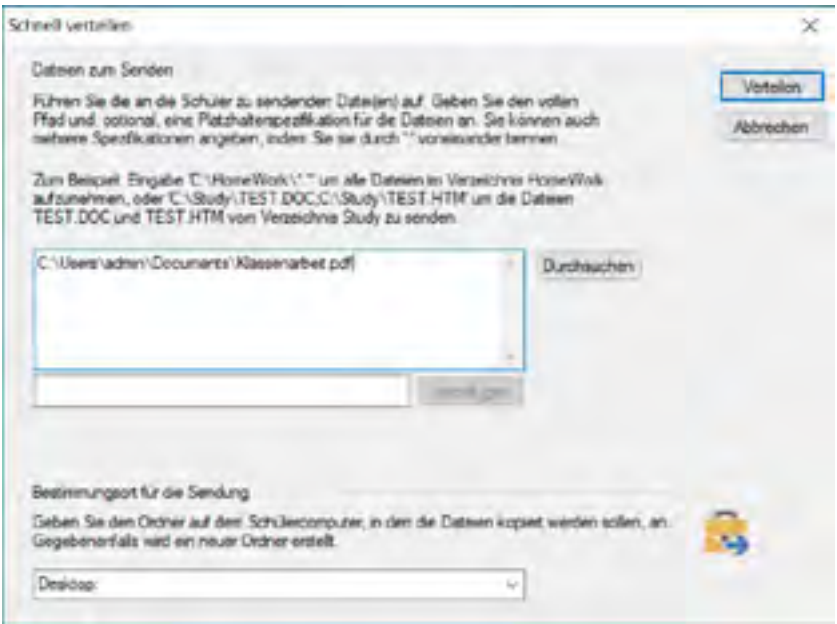 Schnell verteilen
Dateien zum Senden
Führen Sie die an die Schüler zu sendenden Datei(en) auf. Geben Sie den vollen
Pfad und, optional, eine Platzhalterspezifikation für die Dateien an. Sie können auch
mehrere Spezifikationen angeben, indem Sie sie durch ";" voneinander trennen.
Zum Beispiel: Eingabe 'C:\HomeWork\*.*' um alle Dateien im Verzeichnis HomeWork
aufzunehmen, oder 'C:\Study\TEST.DOC;C:\Study\TEST.HTM' um die Dateien
TEST.DOC und TEST.HTM vom Verzeichnis Study zu senden.
C:\Users\admin\Documents\Klassenarbeit.pdf
Durchsuchen
Verteilen
Abbrechen
Bestimmungsort für die Sendung
Geben Sie den Ordner auf dem Schülercomputer, in den die Dateien kopiert werden sollen, an.
Gegebenenfalls wird ein neuer Ordner erstellt.
Desktop